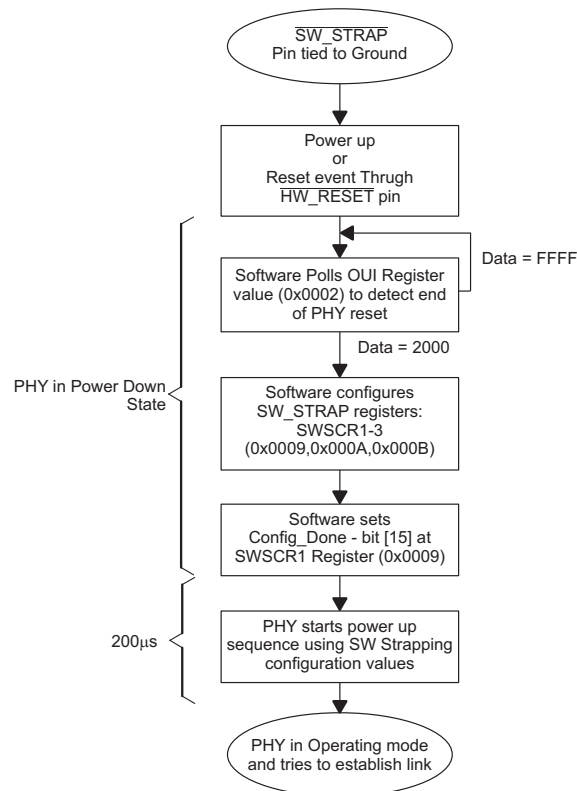 SW_STRAP
Pin tied to Ground
Power up
or
Reset event Thrugh
HW_RESET pin
Data = FFFF
Software Polls OUI Register
value (0x0002) to detect end
of PHY reset
Data = 2000
PHY in Power Down
State
Software configures
SW_STRAP registers:
SWSCR1-3
(0x0009,0x000A,0x000B)
Software sets
Config_Done - bit [15] at
SWSCR1 Register (0x0009)
200μs
PHY starts power up
sequence using SW Strapping
configuration values
PHY in Operating mode
and tries to establish link